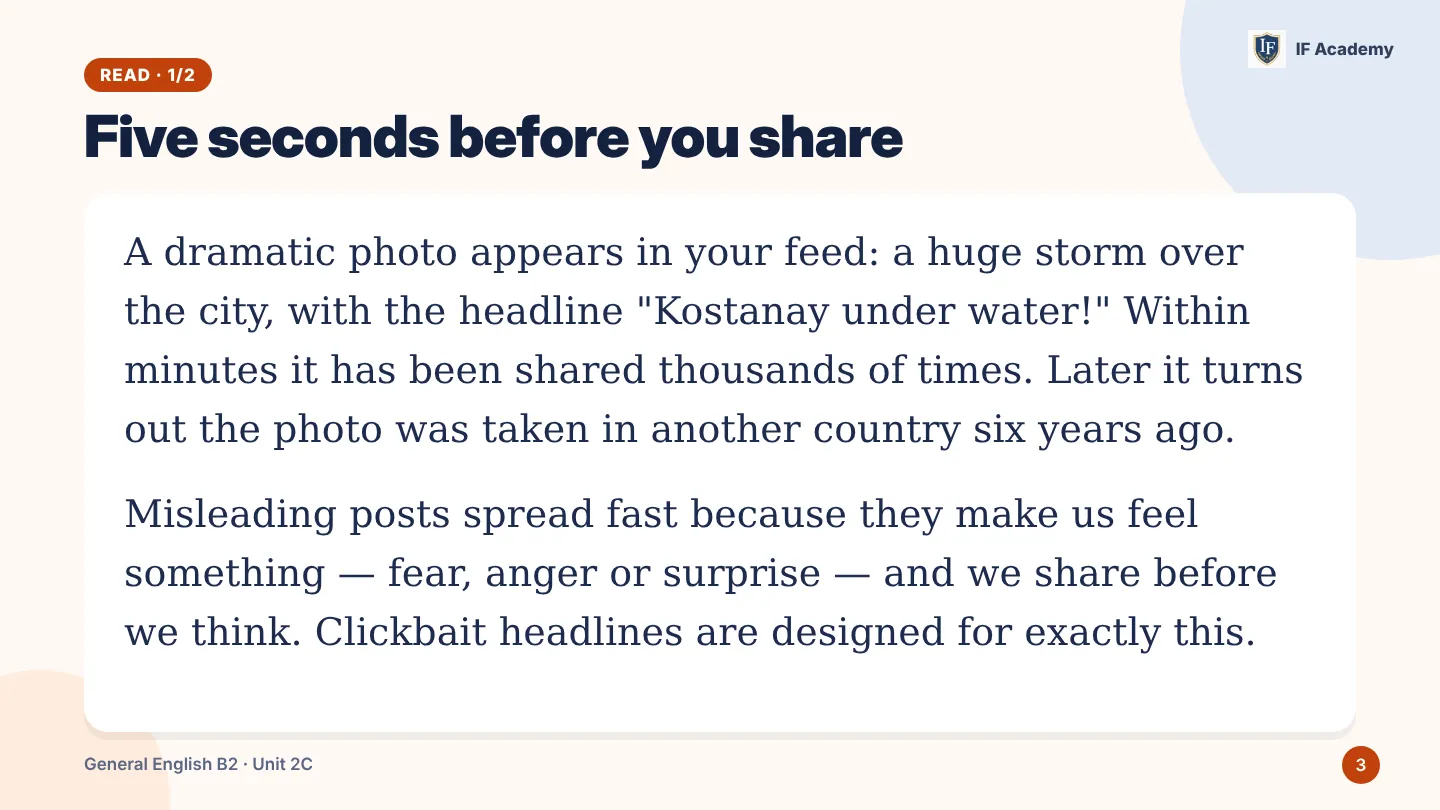 IF Academy
READ · 1/2
Five seconds before you share
A dramatic photo appears in your feed: a huge storm over
the city, with the headline "Kostanay under water!" Within
minutes it has been shared thousands of times. Later it turns
out the photo was taken in another country six years ago.
Misleading posts spread fast because they make us feel
something — fear, anger or surprise — and we share before
we think. Clickbait headlines are designed for exactly this.
General English B2 · Unit 2C
3